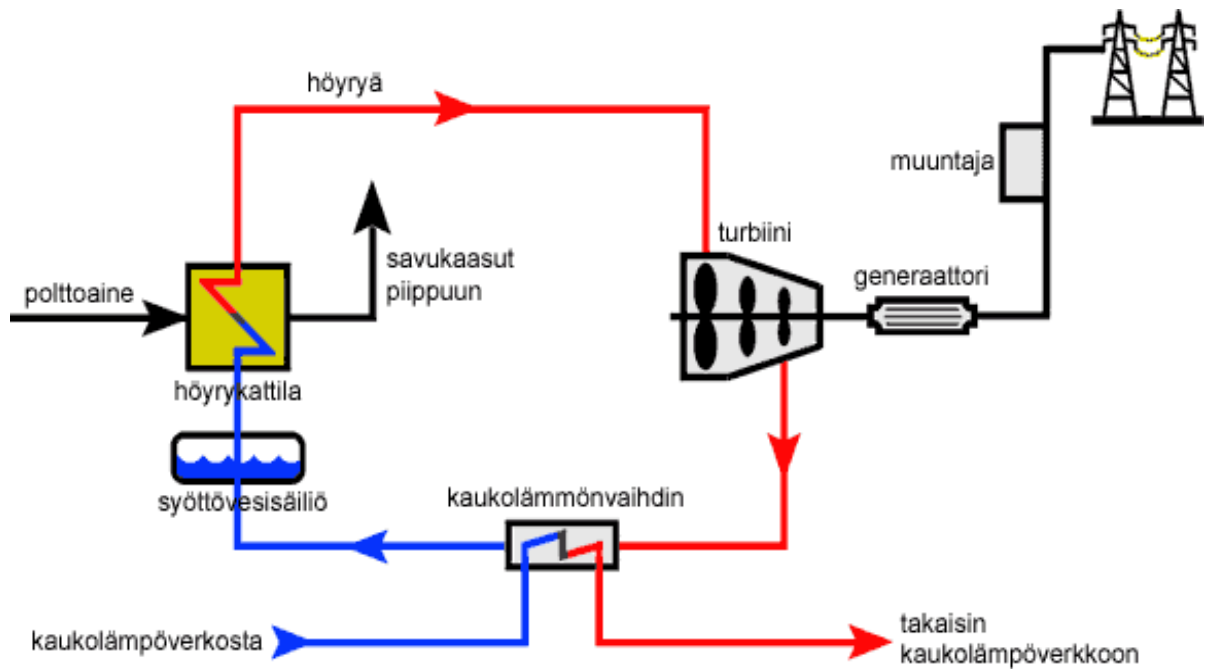 höyryä
muuntaja
turbiini
savukaasut
piippuun
generaattori
polttoaine
höyrykattila
syöttövesisäiliö
kaukolämmönvaihdin
kaukolämpöverkosta
takaisin
kaukolämpöverkkoon